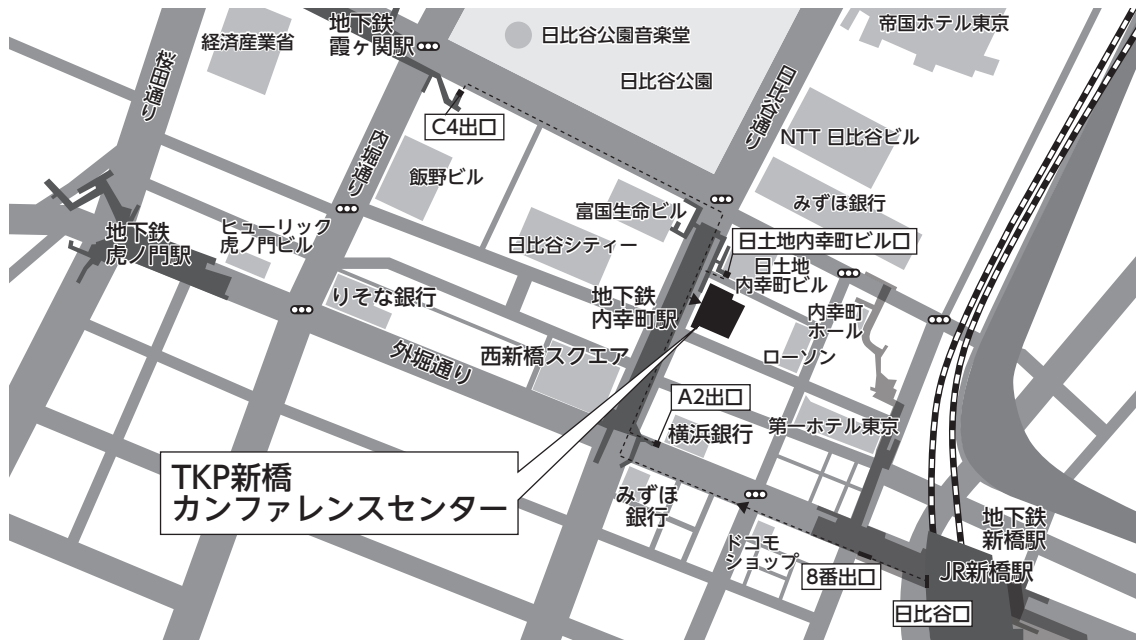 地下鉄
霞ヶ関駅
経済産業省
桜田通り
日比谷公園音楽堂
日比谷公園
帝国ホテル東京
日比谷通り
内堀通り
C4出口
飯野ビル
NTT 日比谷ビル
みずほ銀行
富国生命ビル
日比谷シティー
日土地内幸町ビル口
日土地
内幸町ビル
地下鉄
虎ノ門駅
ヒューリック
虎ノ門ビル
りそな銀行
地下鉄
内幸町駅
内幸町
ホール
ローソン
西新橋スクエア
外堀通り
A2出口
横浜銀行
第一ホテル東京
TKP新橋
カンファレンスセンター
みずほ
銀行
ドコモ
ショップ
8番出口
地下鉄
新橋駅
JR新橋駅
日比谷口